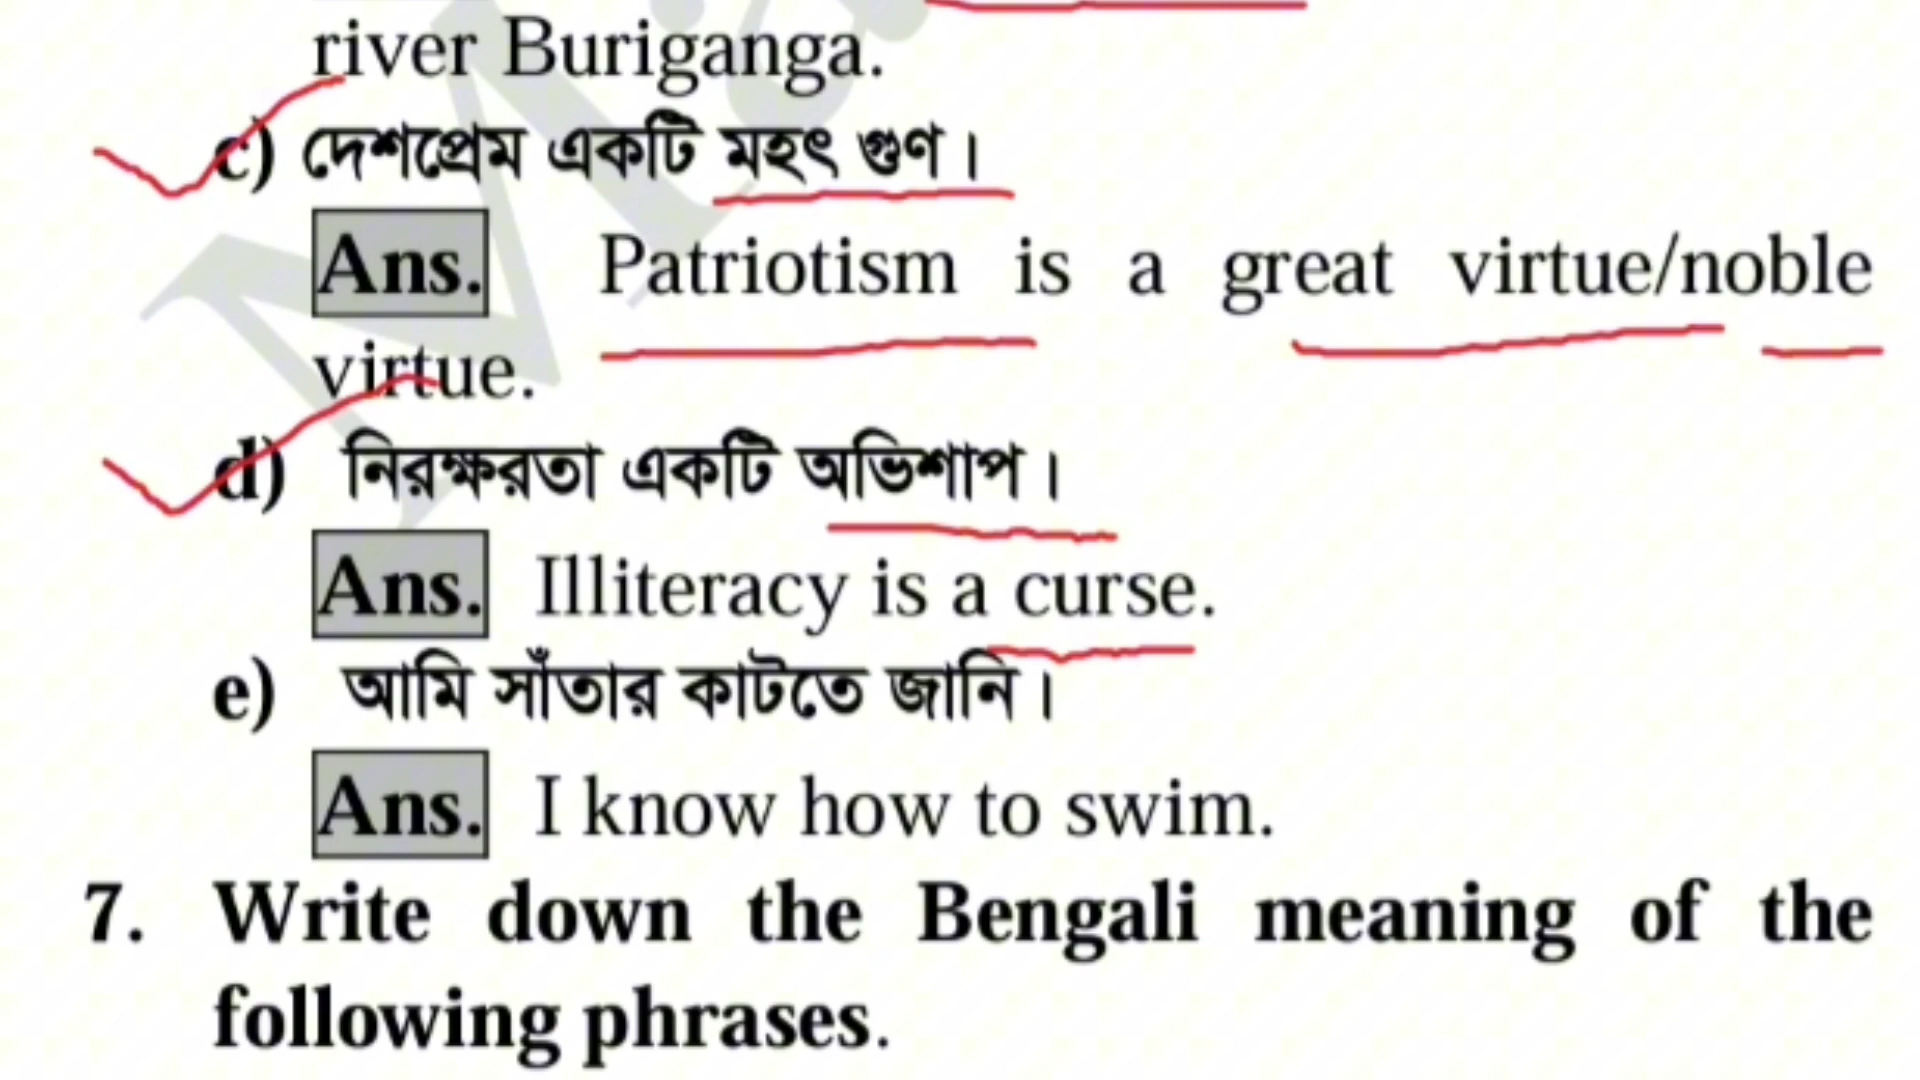 river Buriganga.
c) দেশপ্রেম একটি মহৎ গুণ।
Ans. Patriotism is a great virtue/noble
virtue.
d) নিরক্ষরতা একটি অভিশাপ।
Ans. Illiteracy is a curse.
e) আমি সাঁতার কাটতে জানি।
Ans. I know how to swim.
7. Write down the Bengali meaning of the
following phrases.